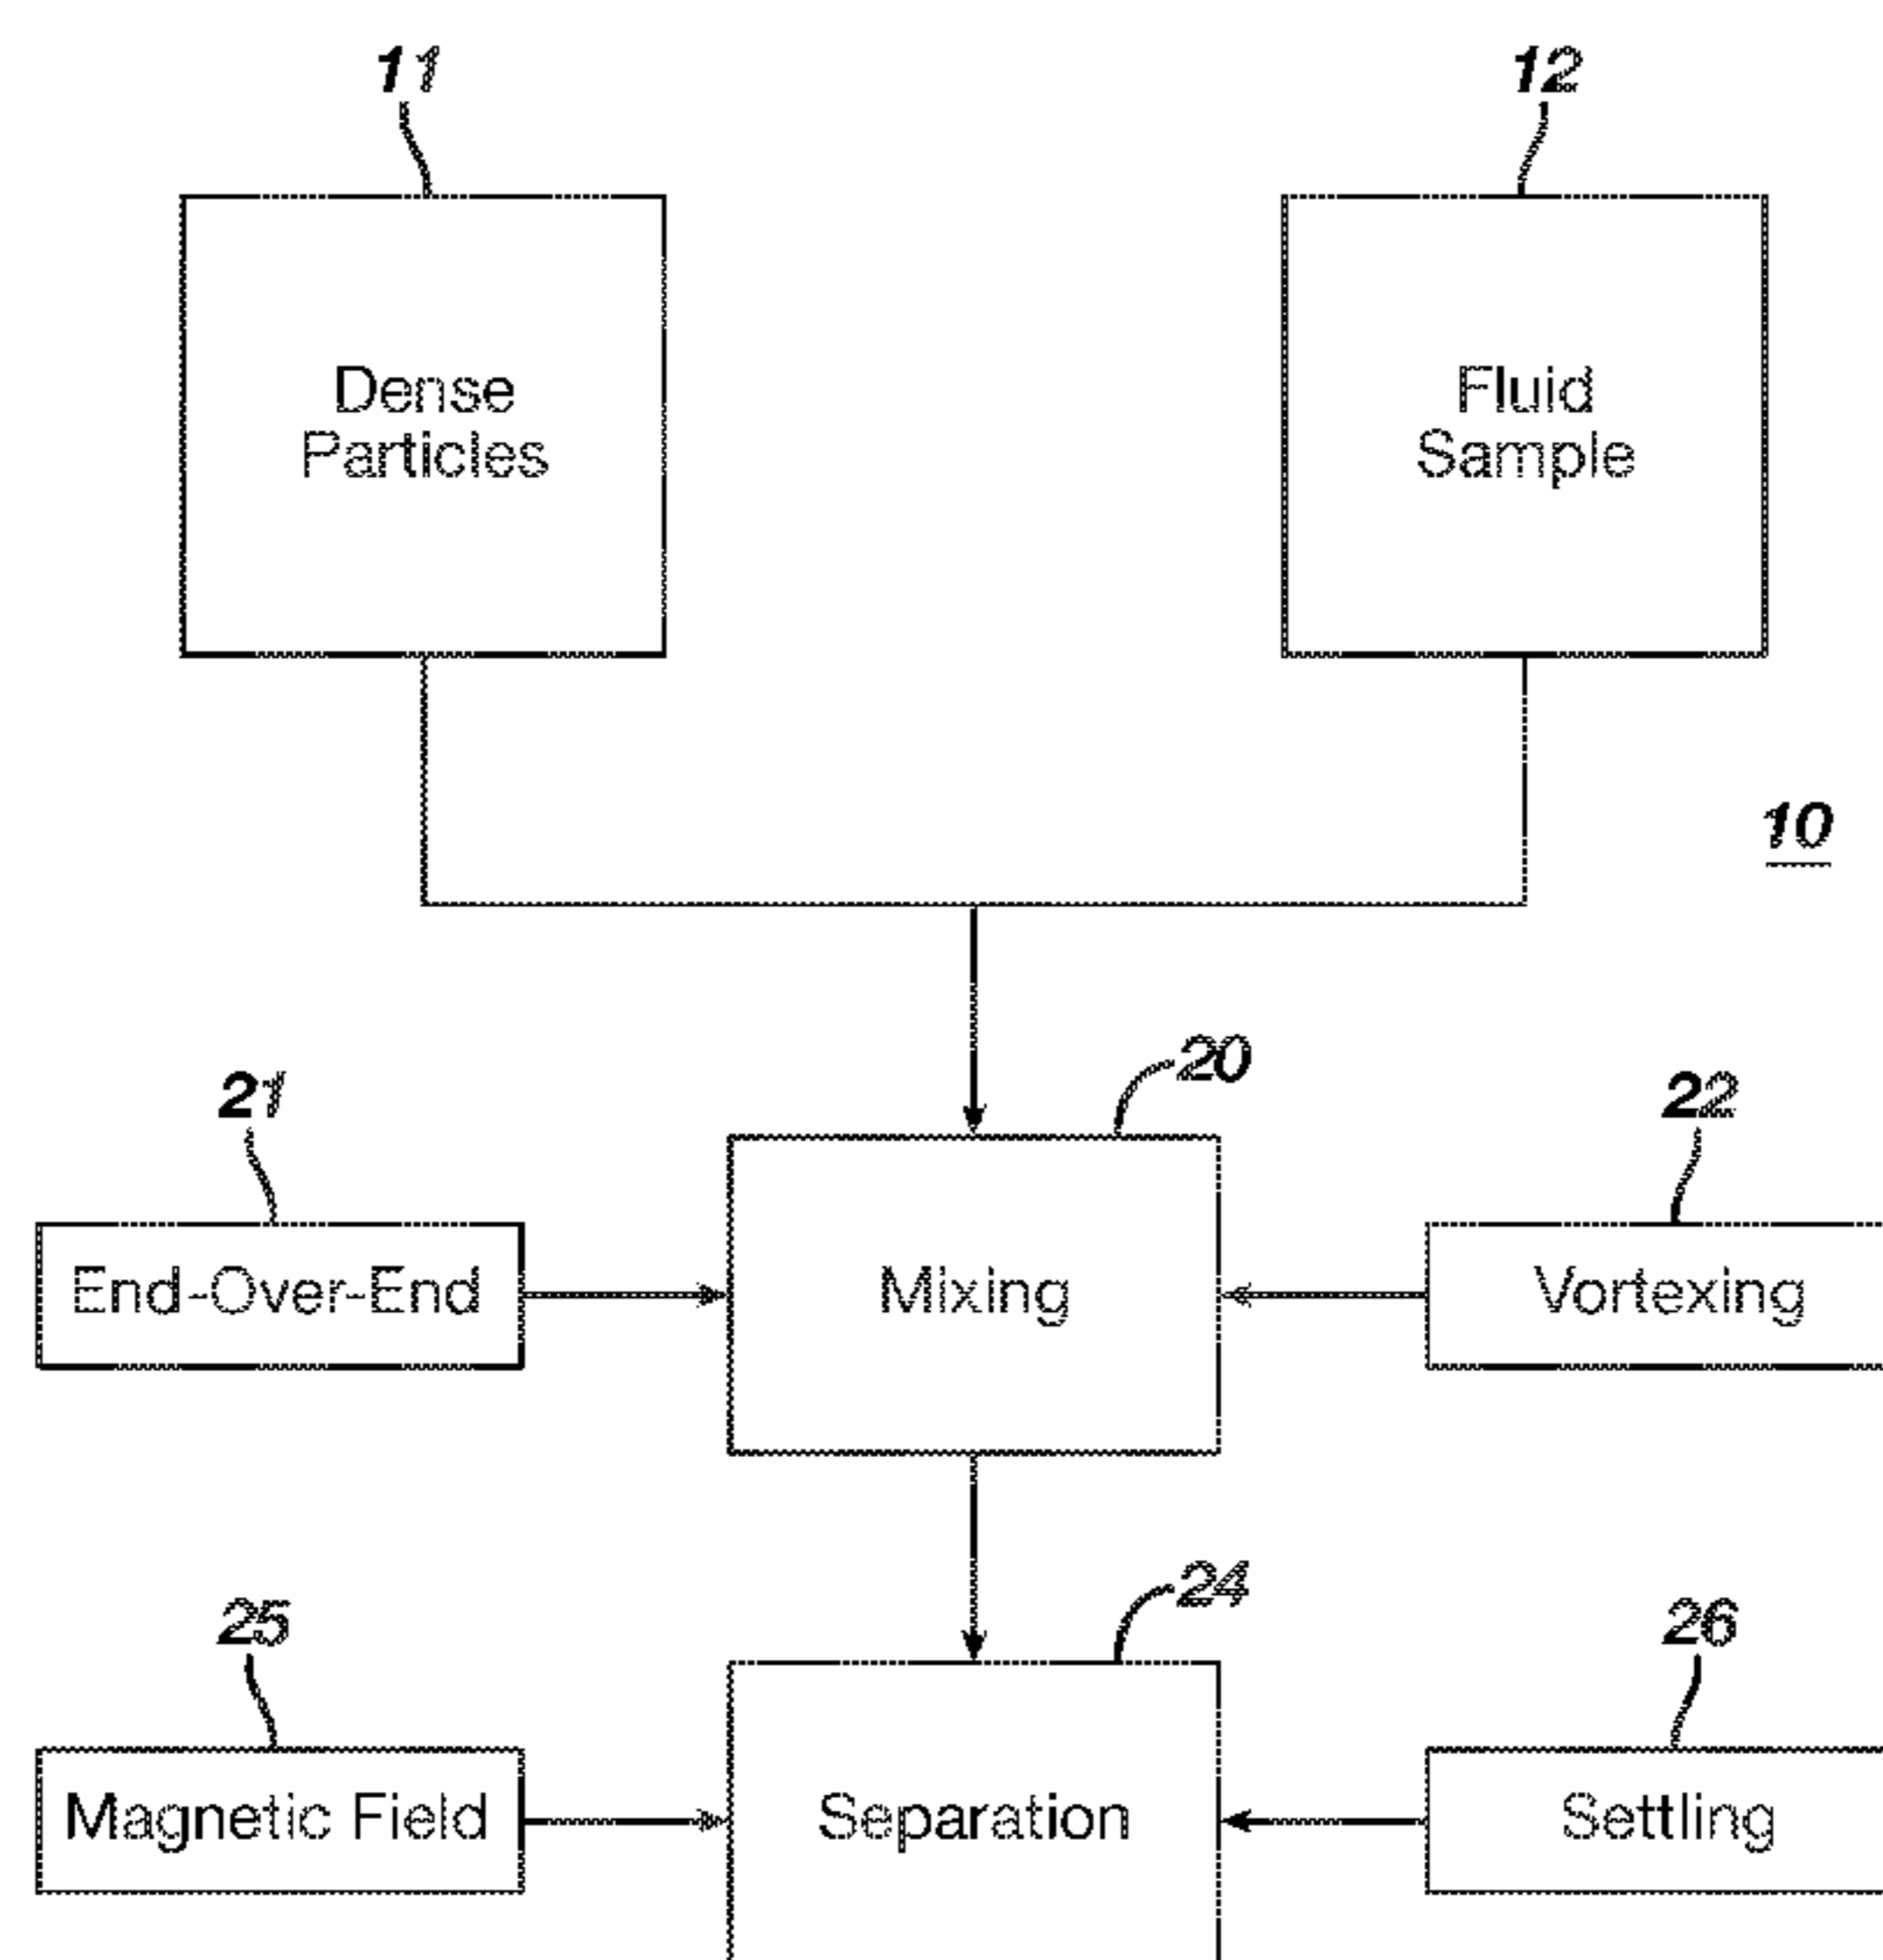 11
12
Dense
Particles
Fluid
Sample
10
20
21
22
End-Over-End
Mixing
Vortexing
24
25
26
Magnetic Field
Separation
Settling